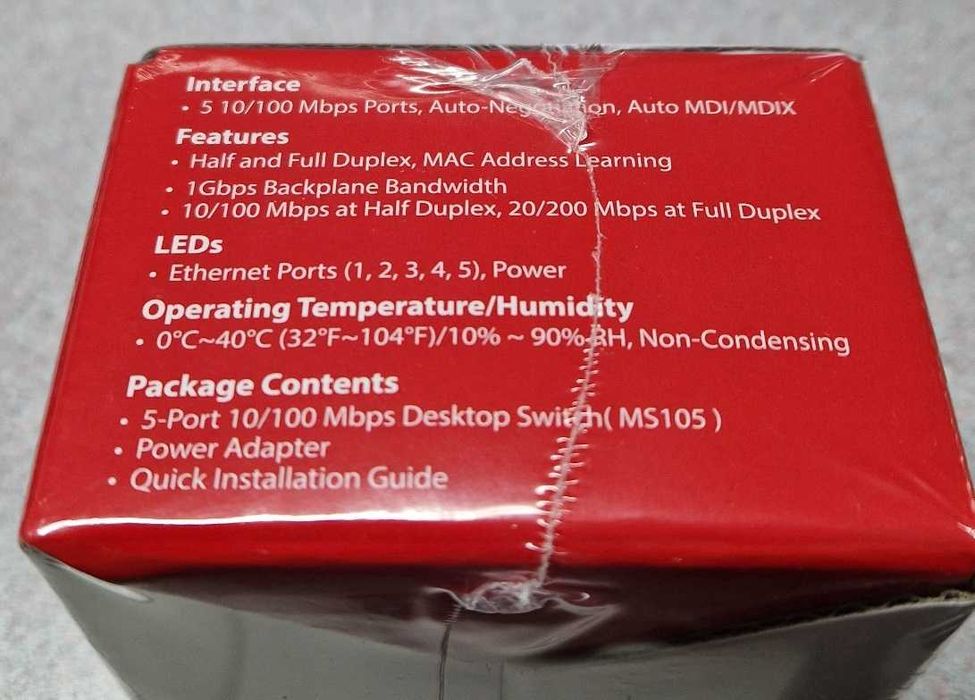 Interface
• 5 10/100 Mbps Ports, Auto-Negotiation, Auto MDI/MDIX
Features
• Half and Full Duplex, MAC Address Learning
• 1Gbps Backplane Bandwidth
• 10/100 Mbps at Half Duplex, 20/200 Mbps at Full Duplex
LEDs
• Ethernet Ports (1, 2, 3, 4, 5), Power
Operating Temperature/Humidity
• 0°C~40°C (32°F~104°F)/10% ~ 90% RH, Non-Condensing
Package Contents
• 5-Port 10/100 Mbps Desktop Switch( MS105 )
• Power Adapter
• Quick Installation Guide